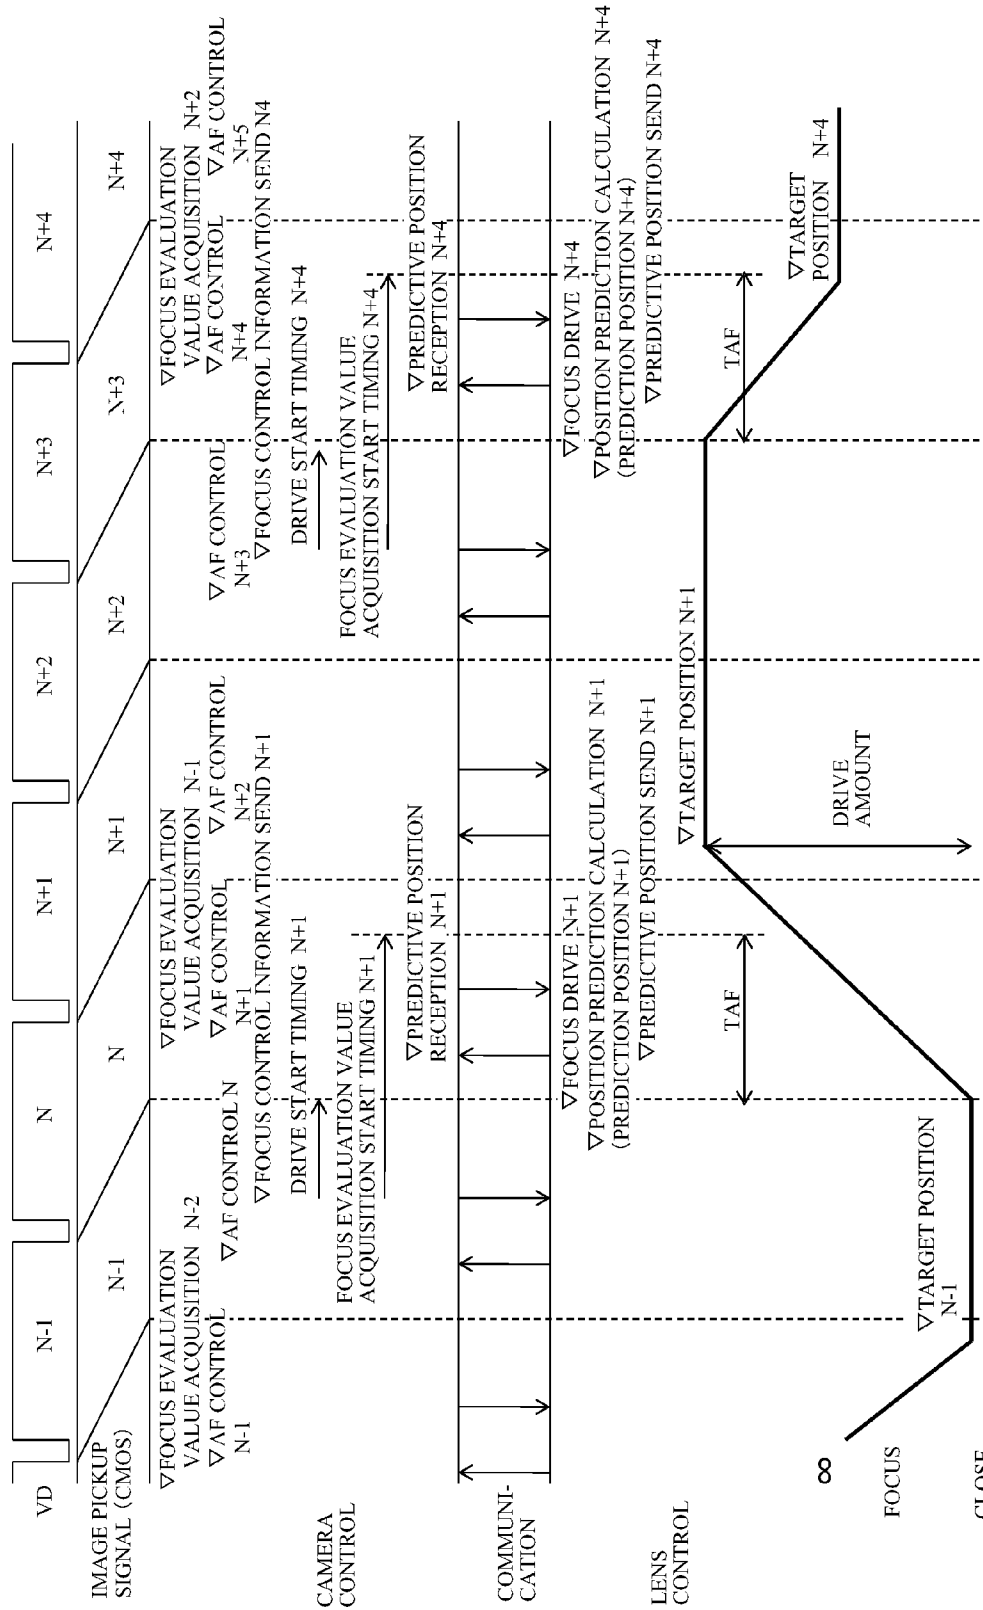 VD
N-1
N
N+1
N+2
N+3
N+4
IMAGE PICKUP
SIGNAL (CMOS)
N-1
N
N+1
N+2
N+3
N+4
CAMERA
CONTROL
▽FOCUS EVALUATION
VALUE ACQUISITION N-2
▽AF CONTROL
N-1
▽AF CONTROL N
▽FOCUS EVALUATION
VALUE ACQUISITION N-1
▽AF CONTROL
N+1
▽AF CONTROL
N+2
▽FOCUS CONTROL INFORMATION SEND N+1
DRIVE START TIMING N+1
FOCUS EVALUATION VALUE
ACQUISITION START TIMING N+1
▽PREDICTIVE POSITION
RECEPTION N+1
▽AF CONTROL
N+3
▽FOCUS EVALUATION
VALUE ACQUISITION N+2
▽AF CONTROL
N+4
▽AF CONTROL
N+5
▽FOCUS CONTROL INFORMATION SEND N4
DRIVE START TIMING N+4
FOCUS EVALUATION VALUE
ACQUISITION START TIMING N+4
▽PREDICTIVE POSITION
RECEPTION N+4
COMMUNI-
CATION
LENS
CONTROL
▽FOCUS DRIVE N+1
▽POSITION PREDICTION CALCULATION N+1
(PREDICTION POSITION N+1)
▽PREDICTIVE POSITION SEND N+1
TAF
▽FOCUS DRIVE N+4
▽POSITION PREDICTION CALCULATION N+4
(PREDICTION POSITION N+4)
▽PREDICTIVE POSITION SEND N+4
TAF
∞
FOCUS
CLOSE
▽TARGET POSITION
N-1
▽TARGET POSITION N+1
DRIVE
AMOUNT
▽TARGET
POSITION N+4